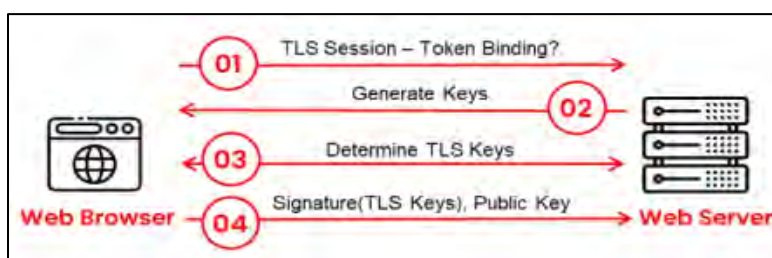 01
TLS Session – Token Binding?
Generate Keys
02
03
Determine TLS Keys
04
Signature(TLS Keys), Public Key
Web Browser
Web Server